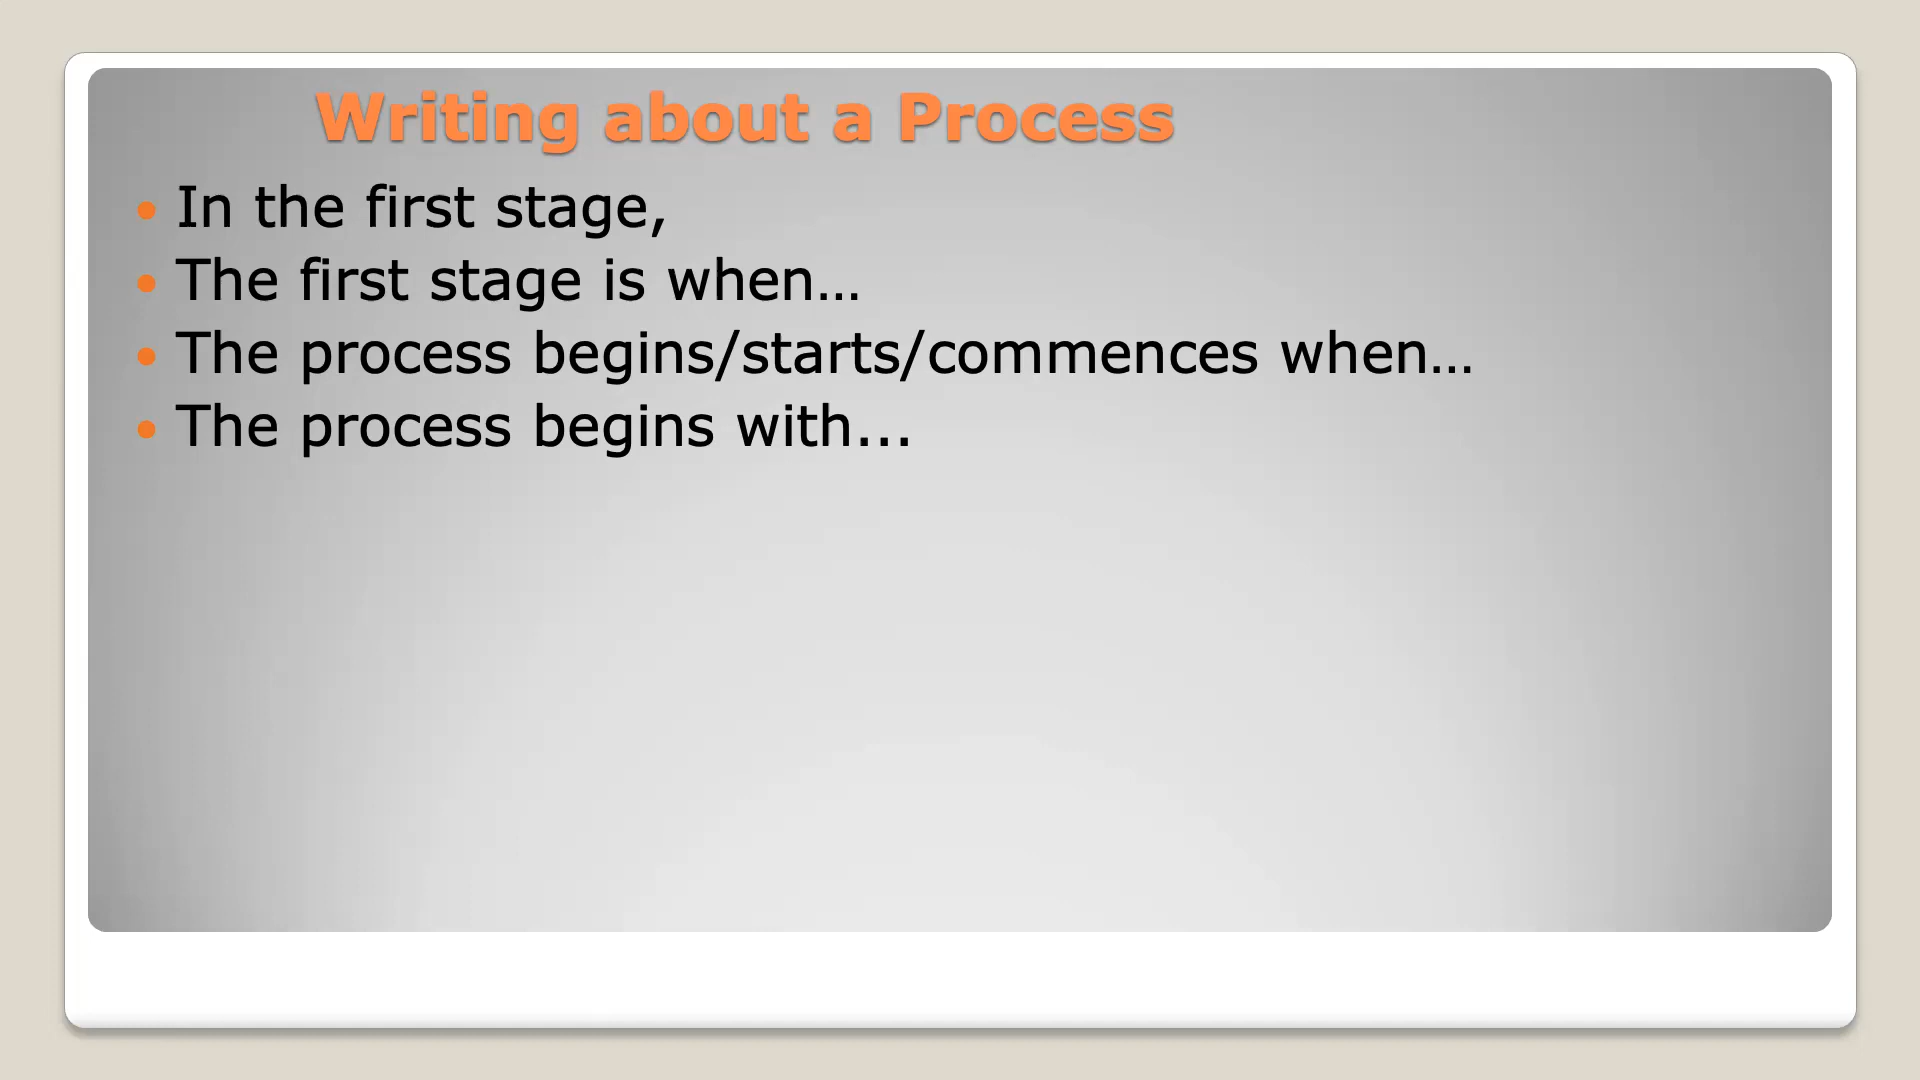 Writing about a Process
• In the first stage,
• The first stage is when…
• The process begins/starts/commences when…
• The process begins with...